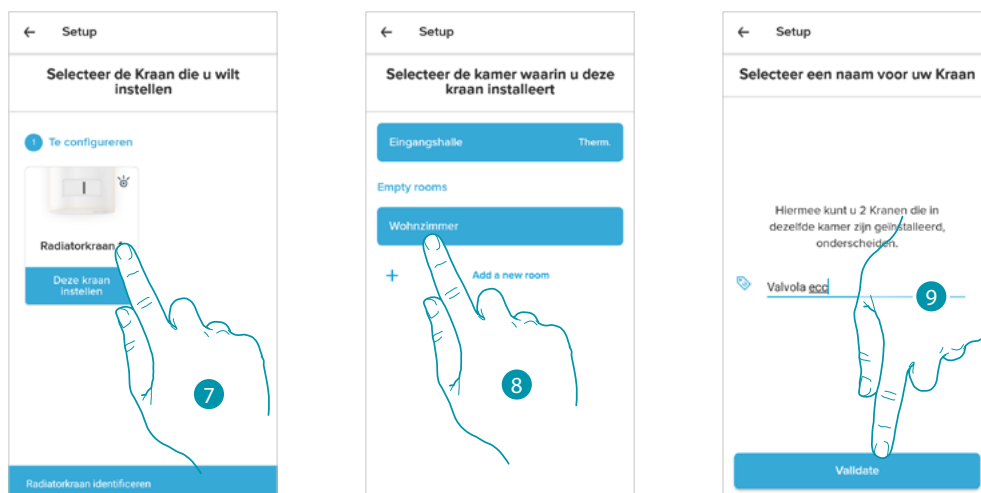 Setup
Selecteer de Kraan die u wilt
instellen
1 Te configureren
Radiatorkraan
Deze kraan
instellen
7
Radiatorkraan identificeren
Setup
Selecteer de kamer waarin u deze
kraan installeert
Eingangshalle Therm.
Empty rooms
Wohnzimmer
+ Add a new room
8
Setup
Selecteer een naam voor uw Kraan
Hiermee kunt u 2 Kranen die in
dezelfde kamer zijn geïnstalleerd,
onderscheiden.
Valvola eco
9
Validate